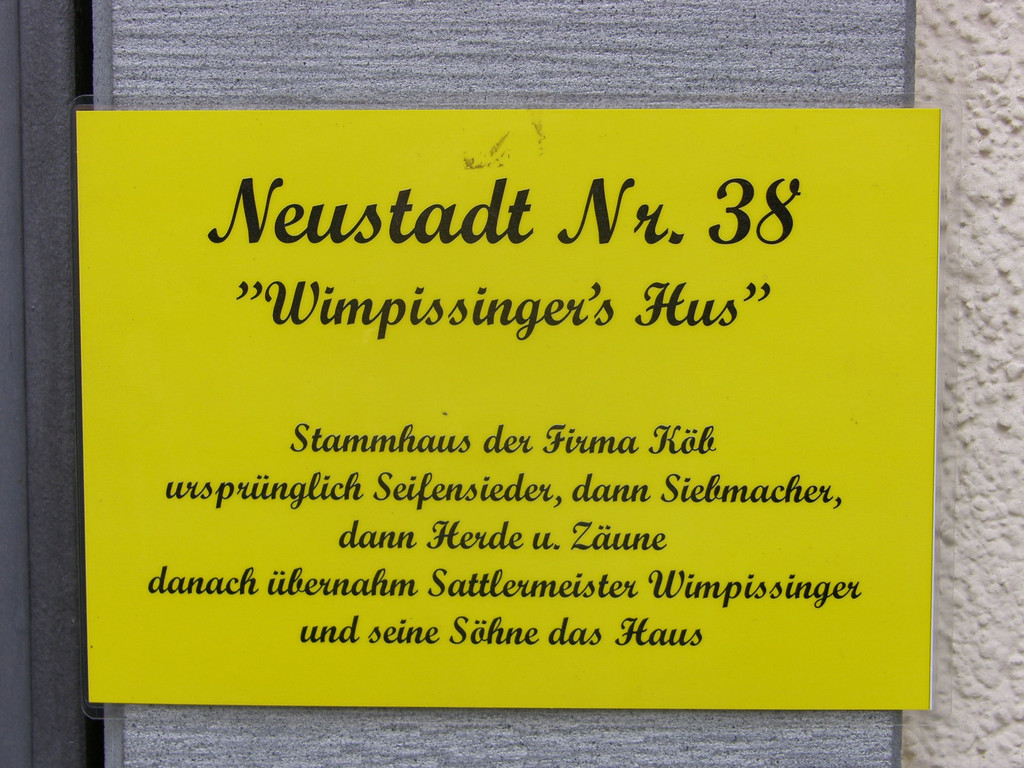 Neustadt Nr. 38
"Wimpissinger's Hus"
Stammhaus der Firma Köb
ursprünglich Seifensieder, dann Siebmacher,
dann Herde u. Zäune
danach übernahm Sattlermeister Wimpissinger
und seine Söhne das Haus